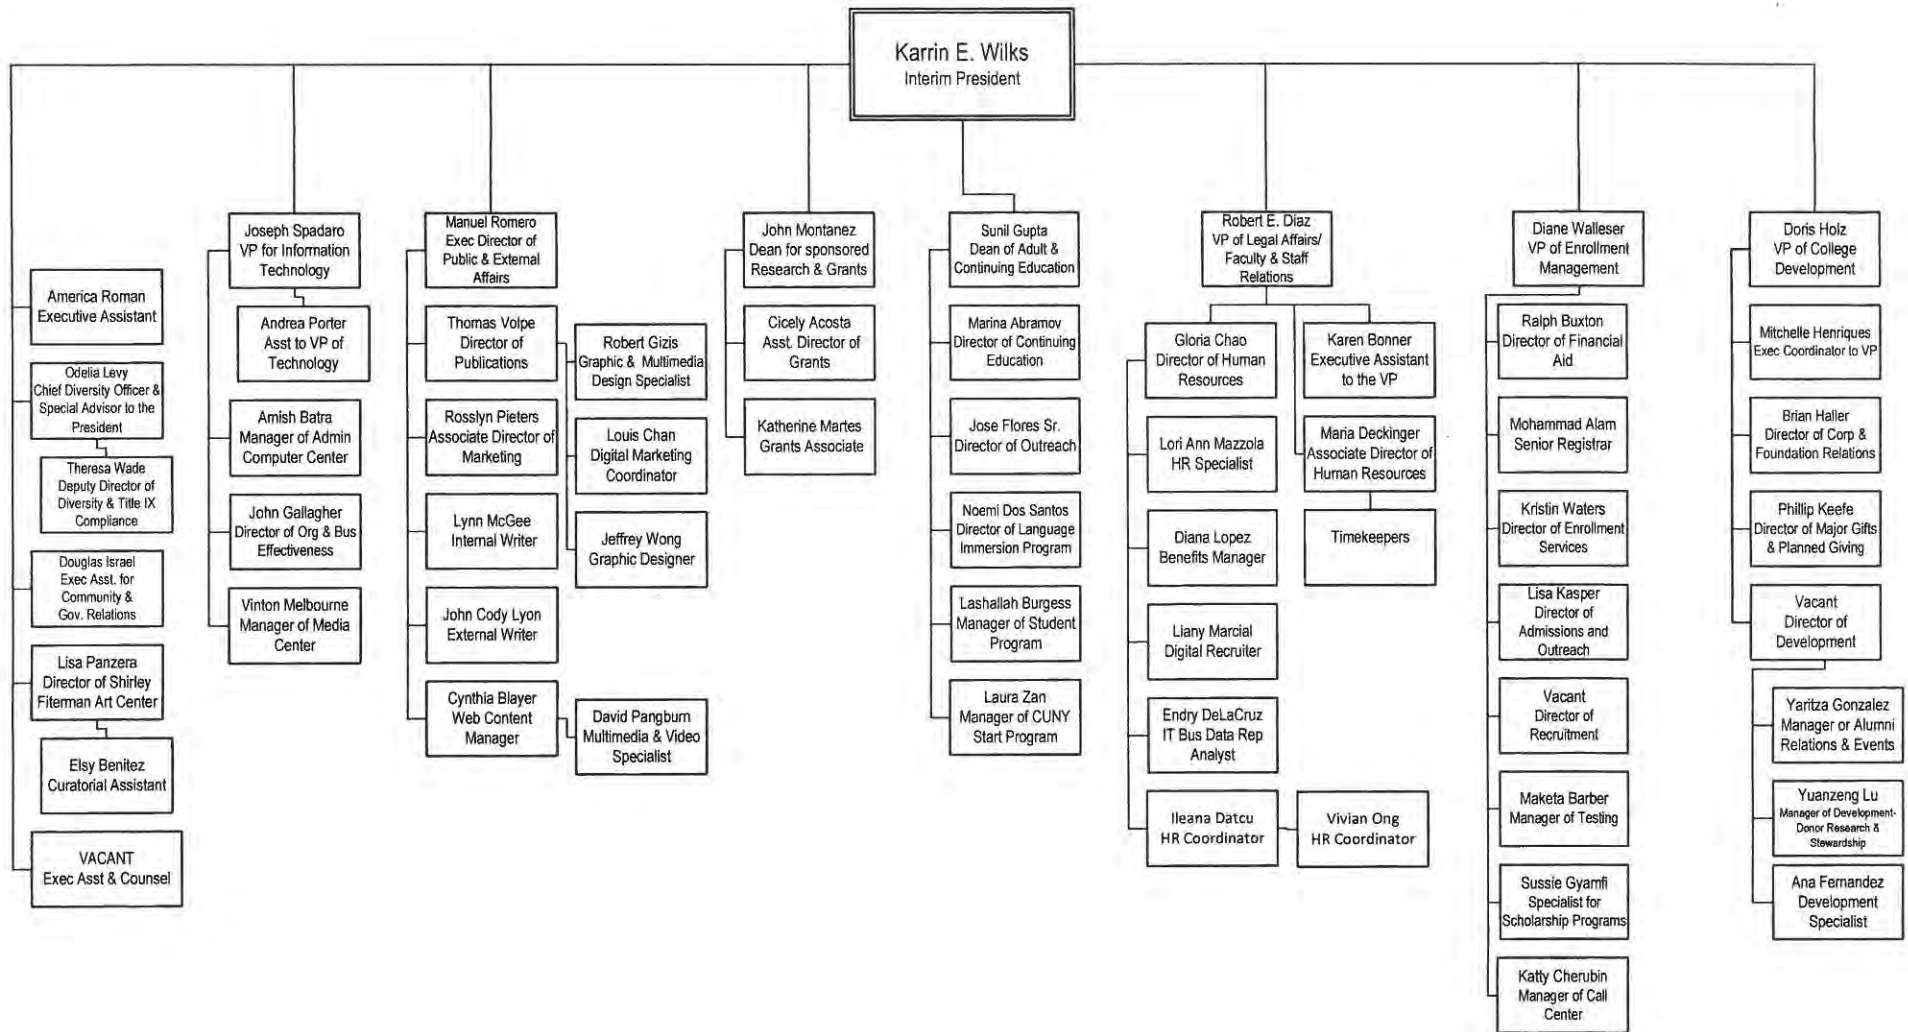 Karrin E. Wilks
Interim President
America Roman
Executive Assistant
Odelia Levy
Chief Diversity Officer &
Special Advisor to the
President
Theresa Wade
Deputy Director of
Diversity & Title IX
Compliance
Douglas Israel
Exec Asst. for
Community &
Gov. Relations
Lisa Panzera
Director of Shirley
Fiterman Art Center
Elsy Benitez
Curatorial Assistant
VACANT
Exec Asst & Counsel
Joseph Spadaro
VP for Information
Technology
Andrea Porter
Asst to VP of
Technology
Amish Batra
Manager of Admin
Computer Center
John Gallagher
Director of Org & Bus
Effectiveness
Vinton Melbourne
Manager of Media
Center
Manuel Romero
Exec Director of
Public & External
Affairs
Thomas Volpe
Director of
Publications
Robert Gizis
Graphic & Multimedia
Design Specialist
Louis Chan
Digital Marketing
Coordinator
Jeffrey Wong
Graphic Designer
Rosslyn Pieters
Associate Director of
Marketing
Lynn McGee
Internal Writer
John Cody Lyon
External Writer
Cynthia Blayer
Web Content
Manager
David Pangburn
Multimedia & Video
Specialist
John Montanez
Dean for sponsored
Research & Grants
Cicely Acosta
Asst. Director of
Grants
Katherine Martes
Grants Associate
Sunil Gupta
Dean of Adult &
Continuing Education
Marina Abramov
Director of Continuing
Education
Jose Flores Sr.
Director of Outreach
Noemi Dos Santos
Director of Language
Immersion Program
Lashallah Burgess
Manager of Student
Program
Laura Zan
Manager of CUNY
Start Program
Robert E. Diaz
VP of Legal Affairs/
Faculty & Staff
Relations
Gloria Chao
Director of Human
Resources
Lori Ann Mazzola
HR Specialist
Diana Lopez
Benefits Manager
Liany Marcial
Digital Recruiter
Endry DeLaCruz
IT Bus Data Rep
Analyst
Ileana Datcu
HR Coordinator
Vivian Ong
HR Coordinator
Karen Bonner
Executive Assistant
to the VP
Maria Deckinger
Associate Director of
Human Resources
Timekeepers
Diane Walleser
VP of Enrollment
Management
Ralph Buxton
Director of Financial
Aid
Mohammad Alam
Senior Registrar
Kristin Waters
Director of Enrollment
Services
Lisa Kasper
Director of
Admissions and
Outreach
Vacant
Director of
Recruitment
Maketa Barber
Manager of Testing
Sussie Gyamfi
Specialist for
Scholarship Programs
Katty Cherubin
Manager of Call
Center
Doris Holz
VP of College
Development
Mitchelle Henriques
Exec Coordinator to VP
Brian Haller
Director of Corp &
Foundation Relations
Phillip Keefe
Director of Major Gifts
& Planned Giving
Vacant
Director of
Development
Yaritza Gonzalez
Manager or Alumni
Relations & Events
Yuanzeng Lu
Manager of Development-
Donor Research &
Stewardship
Ana Fernandez
Development
Specialist